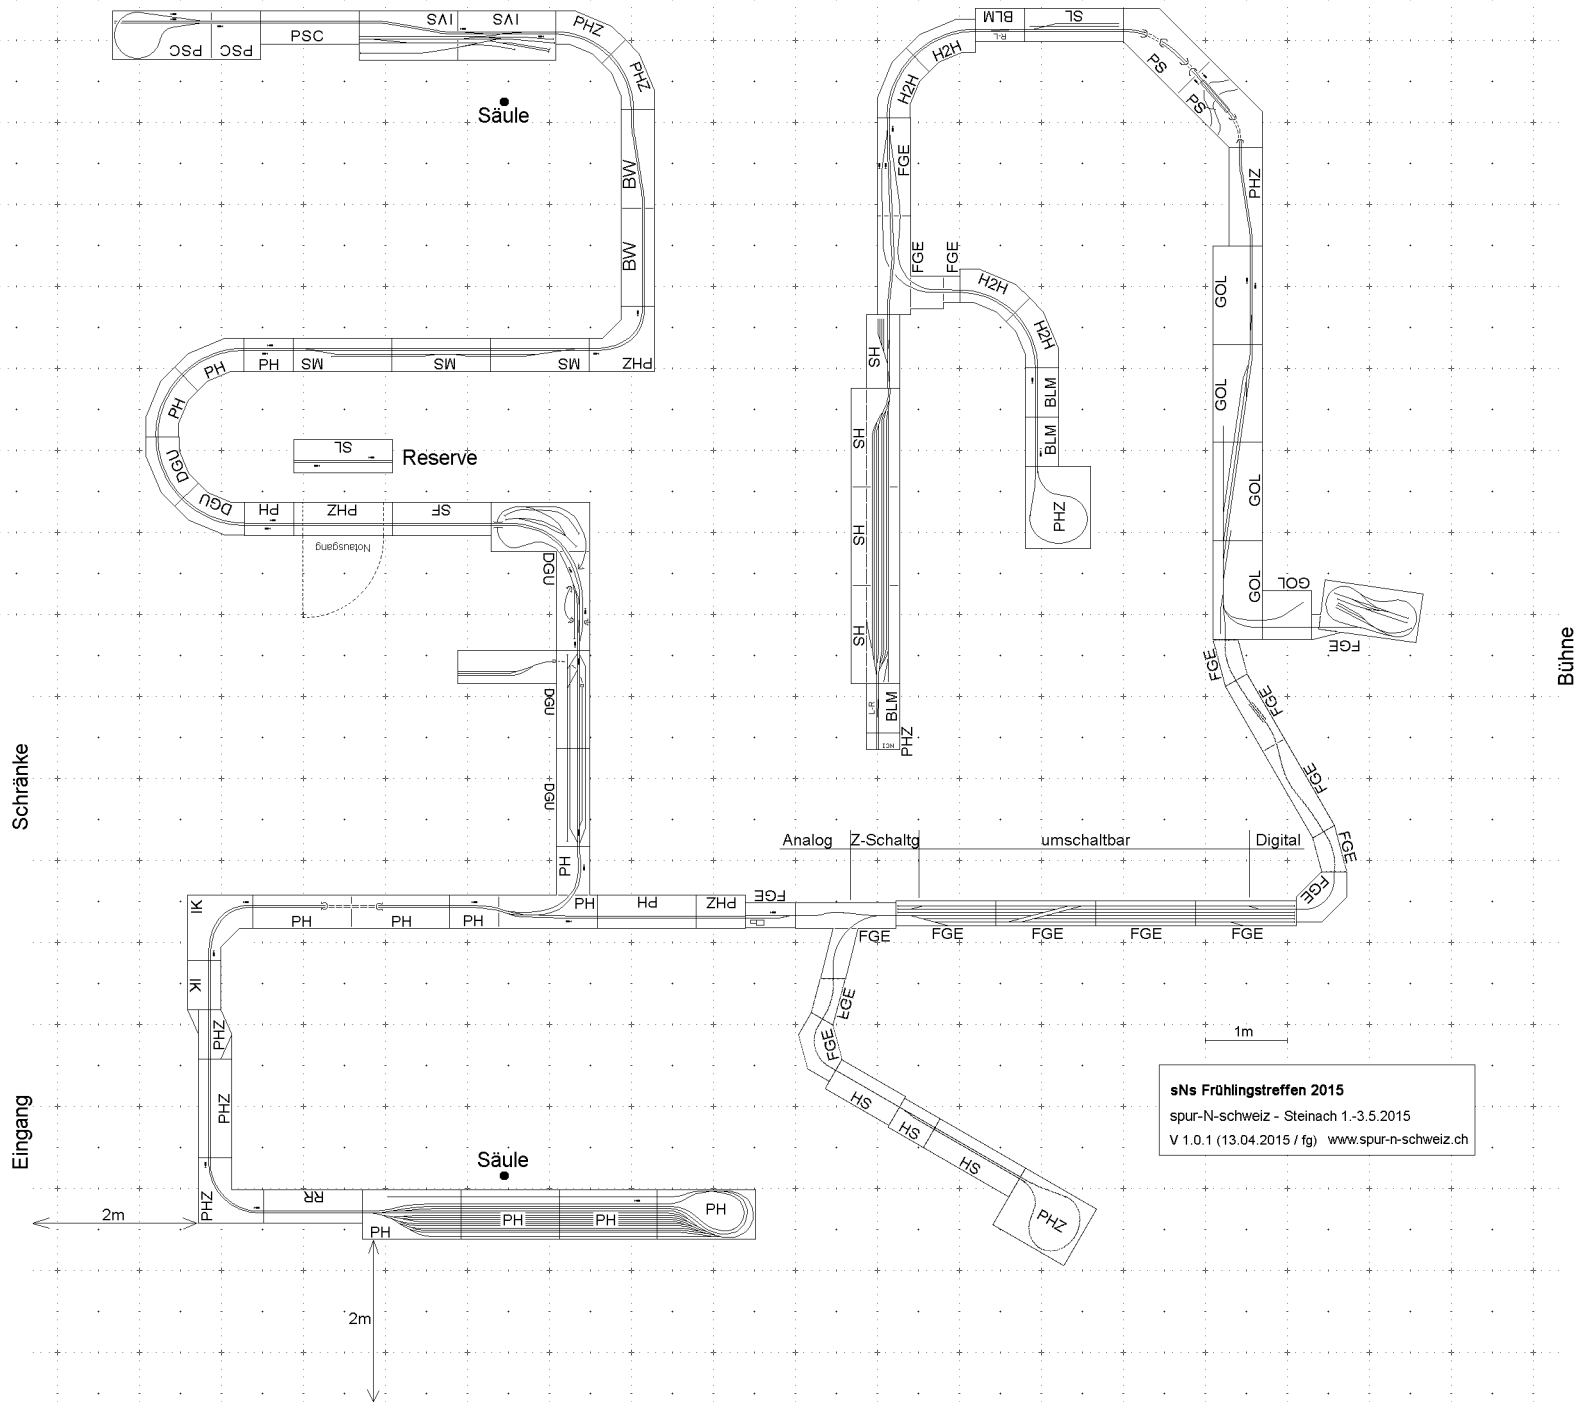 PSC
PSC
PSC
IVS
IVS
PHZ
PHZ
Säule
BW
BW
PHZ
MS
MS
MS
PH
PH
PH
DGU
DGU
SL
Reserve
PH
PHZ
SF
Notausgang
DGU
DGU
DGU
PH
PH
PH
PHZ
FGE
IK
PH
PH
PH
IK
PHZ
PHZ
PHZ
RR
PH
PH
PH
PH
Säule
2m
2m
Schränke
Eingang
BLM
SL
R-L
H2H
H2H
PS
PS
FGE
PHZ
FGE
FGE
H2H
H2H
BLM
BLM
PHZ
SH
HS
HS
HS
L-R
BLM
NCI
PHZ
GOL
GOL
GOL
GOL
GOL
FGE
Bühne
FGE
FGE
FGE
FGE
FGE
Analog
Z-Schaltg
umschaltbar
Digital
FGE
FGE
FGE
FGE
FGE
FGE
FGE
HS
HS
HS
PHZ
1m
sNs Frühlingstreffen 2015
spur-N-schweiz - Steinach 1.-3.5.2015
V 1.0.1 (13.04.2015 / fg) www.spur-n-schweiz.ch